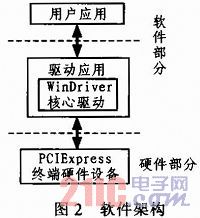 用户应用
软件部分
驱动应用
WinDriver
核心驱动
PCIExpress
终端硬件设备
硬件部分
图2 软件架构